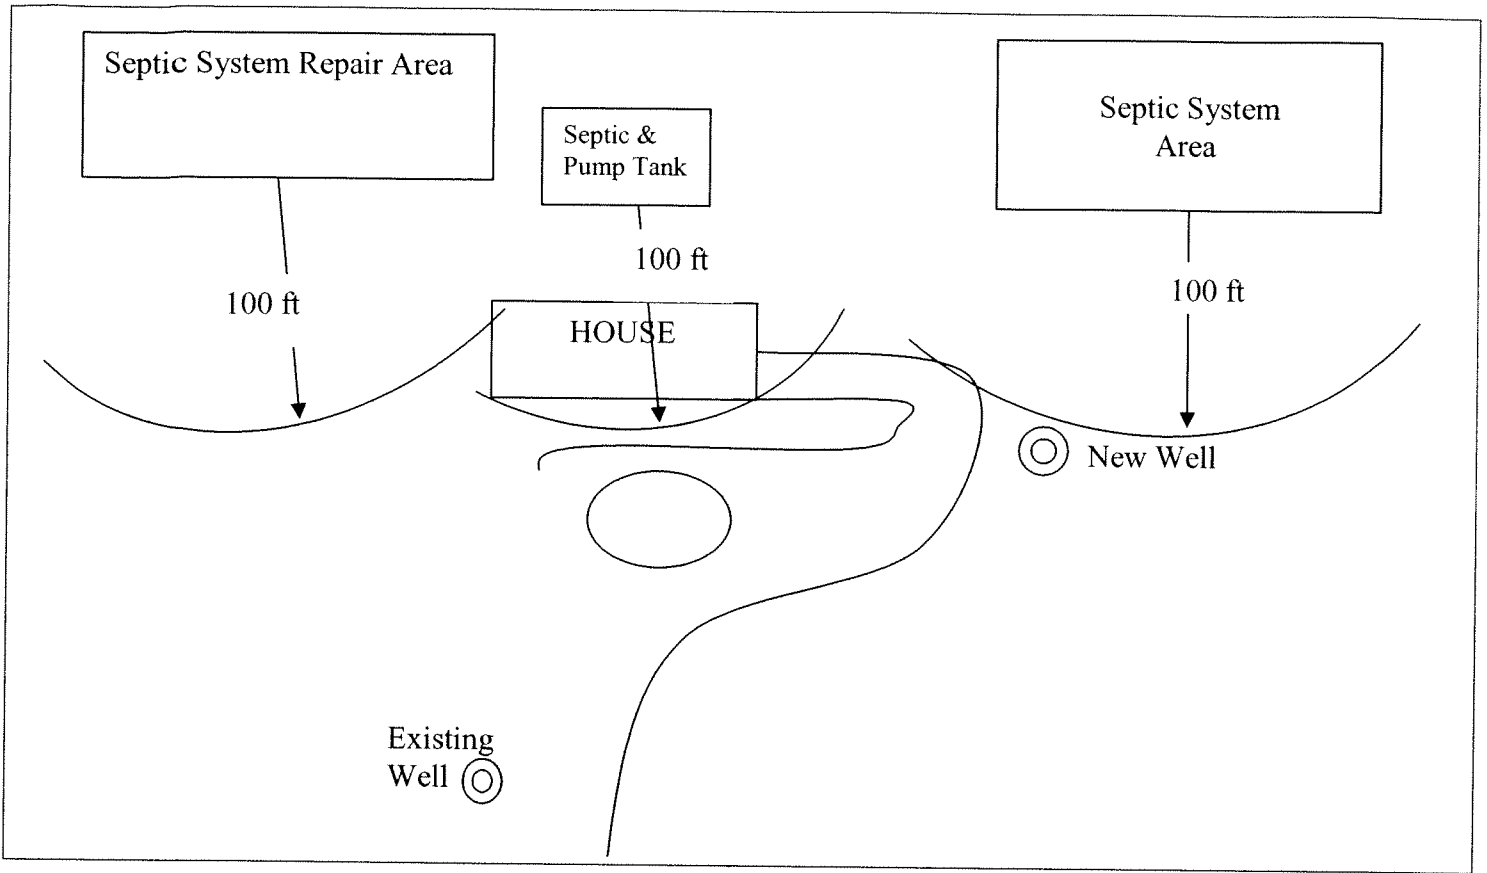 Septic System Repair Area
Septic &
Pump Tank
Septic System
Area
100 ft
100 ft
100 ft
HOUSE
New Well
Existing
Well